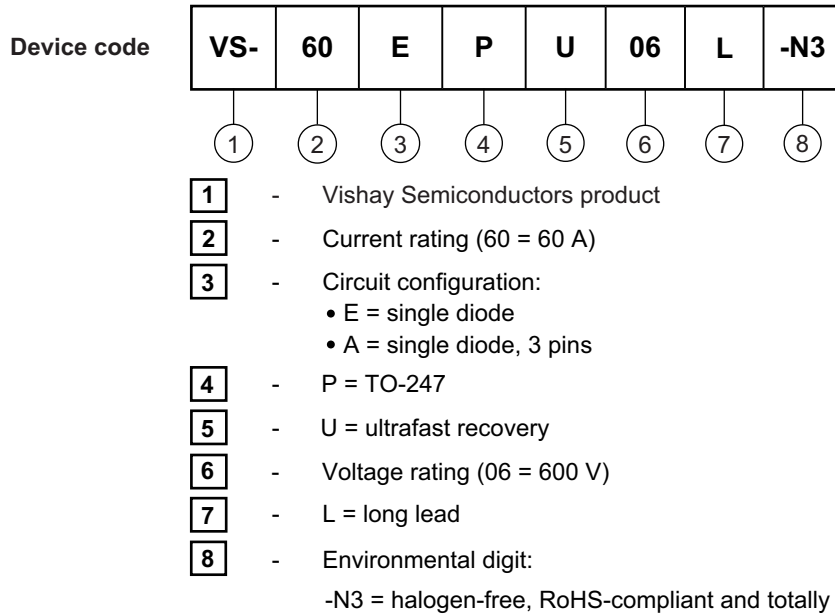 Device code VS- 60 E P U 06 L -N3
1 2 3 4 5 6 7 8
1 - Vishay Semiconductors product
2 - Current rating (60 = 60 A)
3 - Circuit configuration:
• E = single diode
• A = single diode, 3 pins
4 - P = TO-247
5 - U = ultrafast recovery
6 - Voltage rating (06 = 600 V)
7 - L = long lead
8 - Environmental digit:
-N3 = halogen-free, RoHS-compliant and totally